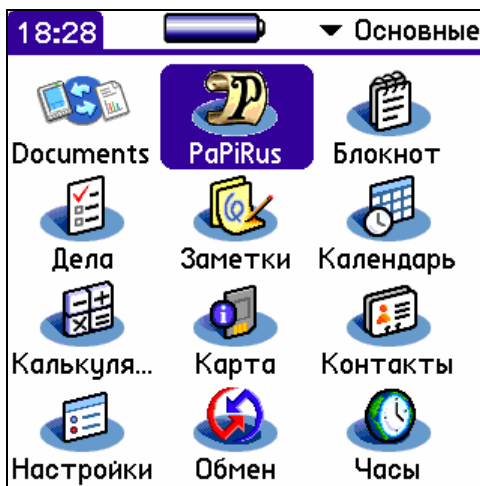 18:28 Основные
Documents PaPiRus Блокнот
Дела Заметки Календарь
Калькуля... Карта Контакты
Настройки Обмен Часы